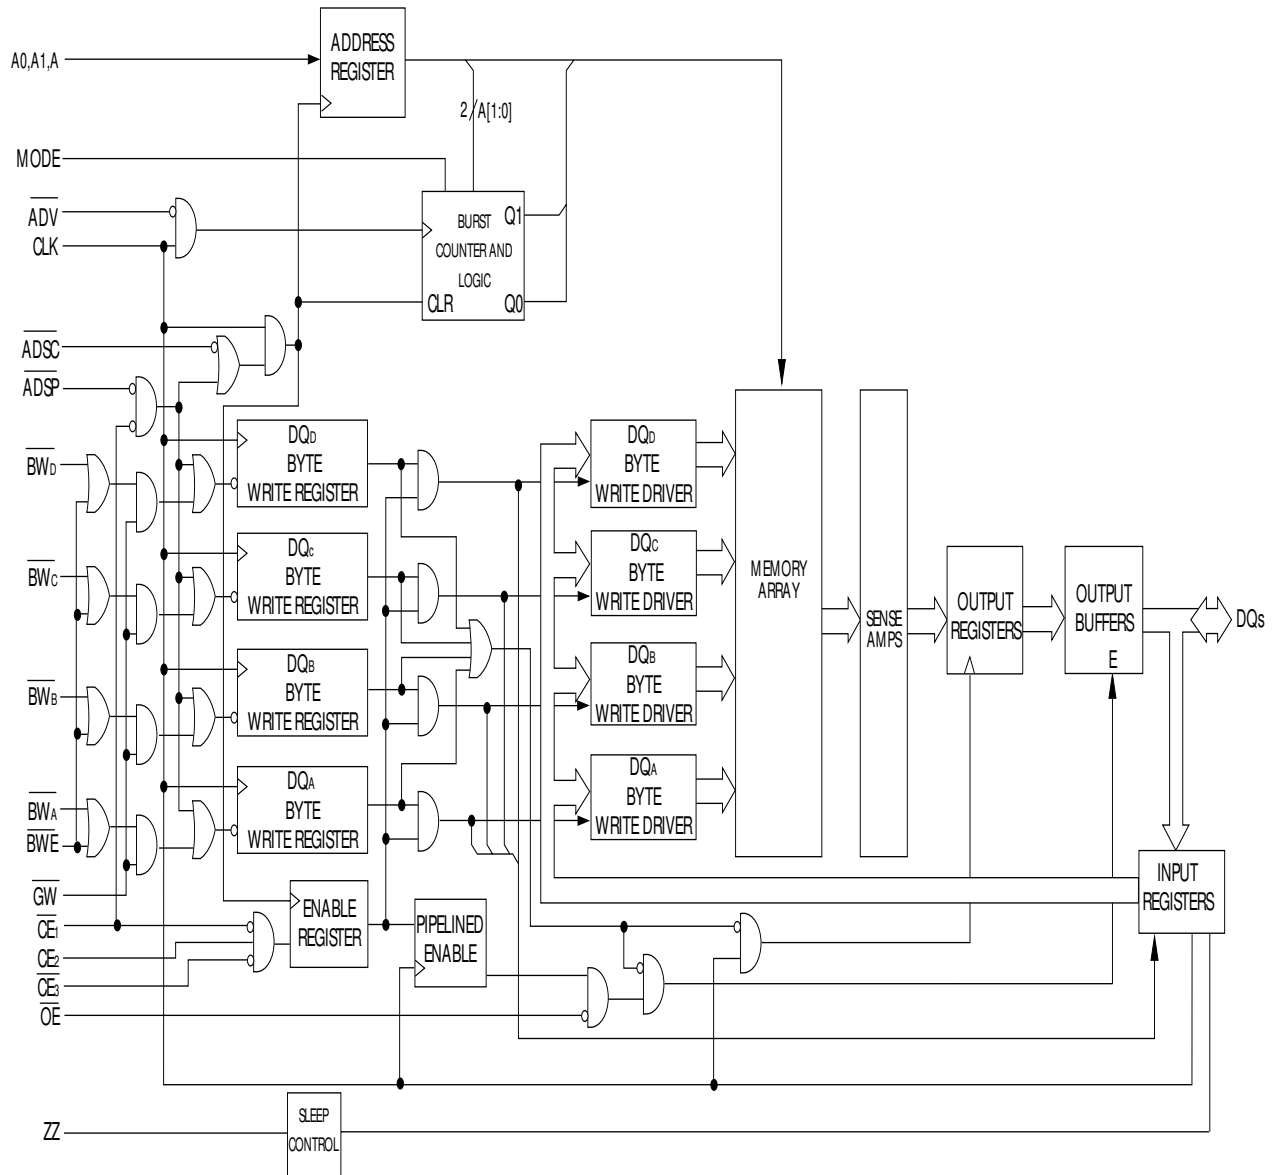 ADDRESS
REGISTER
A0,A1,A
2
A[1:0]
MODE
ADV
CLK
BURST
COUNTER AND
LOGIC
Q1
CLR
Q0
ADSC
ADSP
BWD
DQD
BYTE
WRITE REGISTER
DQD
BYTE
WRITE DRIVER
BWC
DQc
BYTE
WRITE REGISTER
DQC
BYTE
WRITE DRIVER
MEMORY
ARRAY
SENSE
AMPS
OUTPUT
REGISTERS
OUTPUT
BUFFERS
E
DQs
BWB
DQB
BYTE
WRITE REGISTER
DQB
BYTE
WRITE DRIVER
BWA
BWE
DQA
BYTE
WRITE REGISTER
DQA
BYTE
WRITE DRIVER
GW
CE1
CE2
CE3
OE
ENABLE
REGISTER
PIPELINED
ENABLE
INPUT
REGISTERS
ZZ
SLEEP
CONTROL